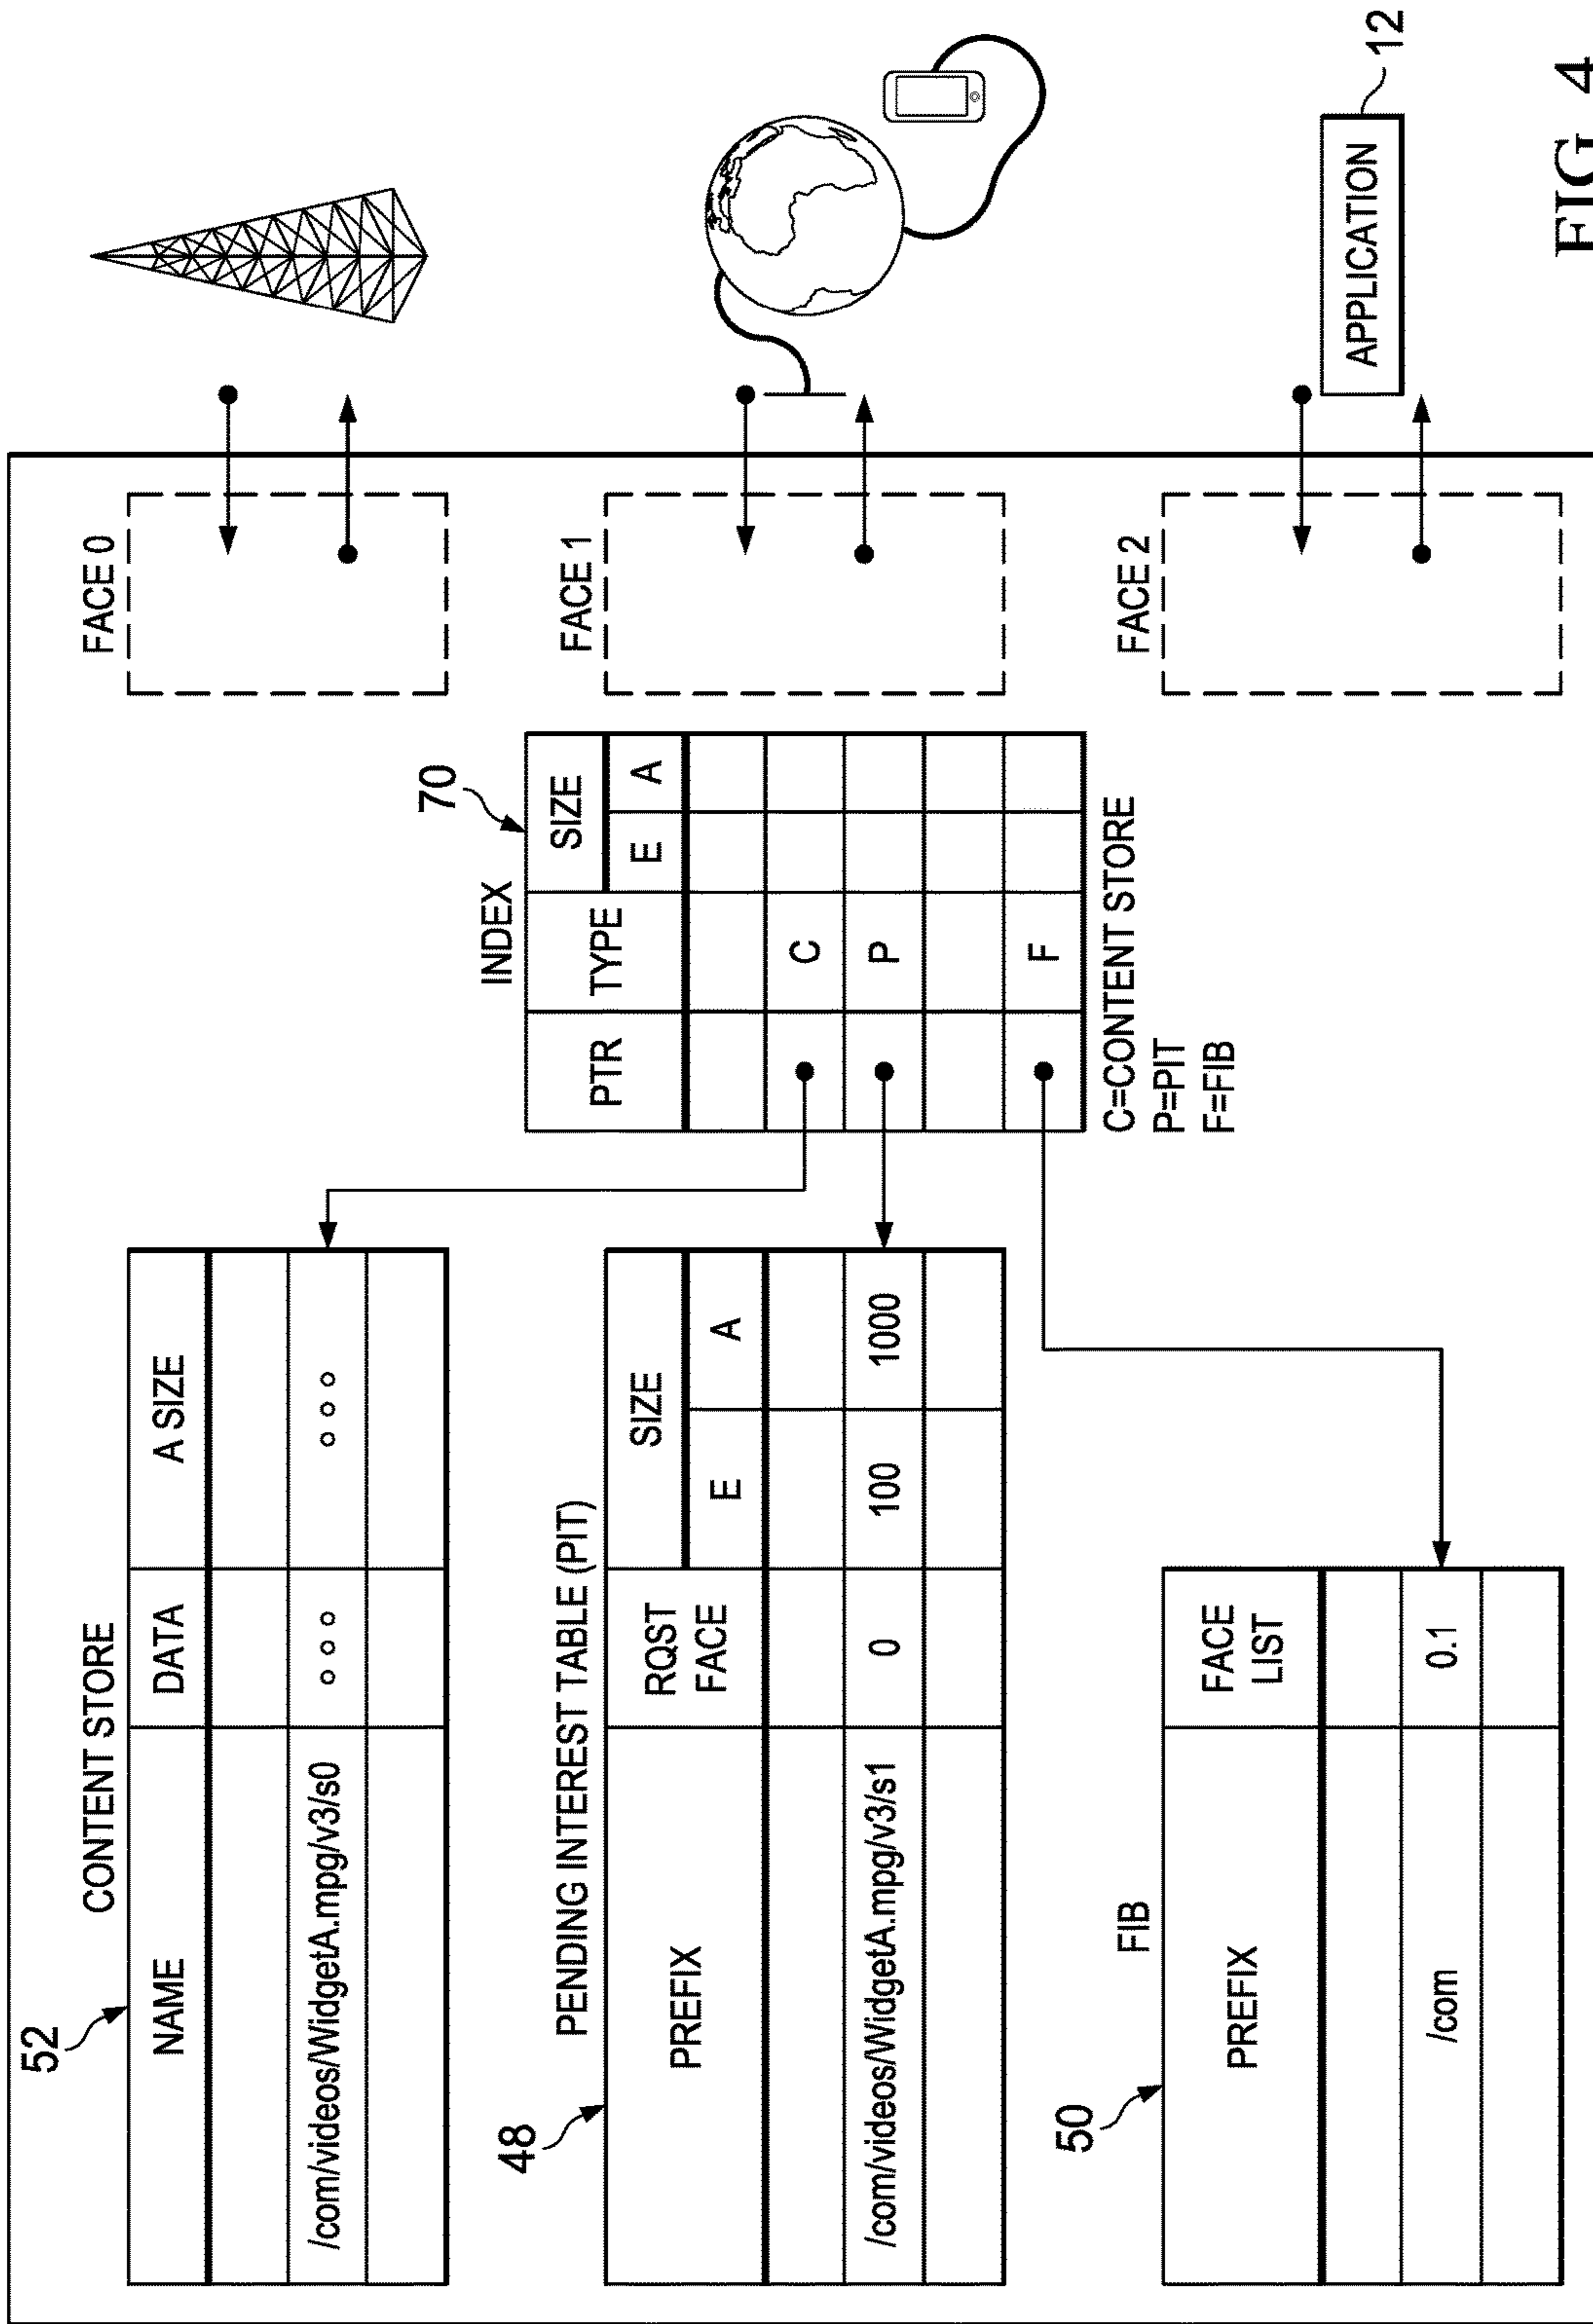 52
CONTENT STORE
NAME DATA A SIZE
/com/videos/WidgetA.mpg/v3/s0
48
PENDING INTEREST TABLE (PIT)
PREFIX RQST FACE SIZE
E A
/com/videos/WidgetA.mpg/v3/s1 0 100 1000
50
FIB
PREFIX FACE LIST
/com 0.1
INDEX
70
PTR TYPE SIZE
E A
C
P
F
C=CONTENT STORE
P=PIT
F=FIB
FACE 0
FACE 1
FACE 2
APPLICATION
12
FIG. 4